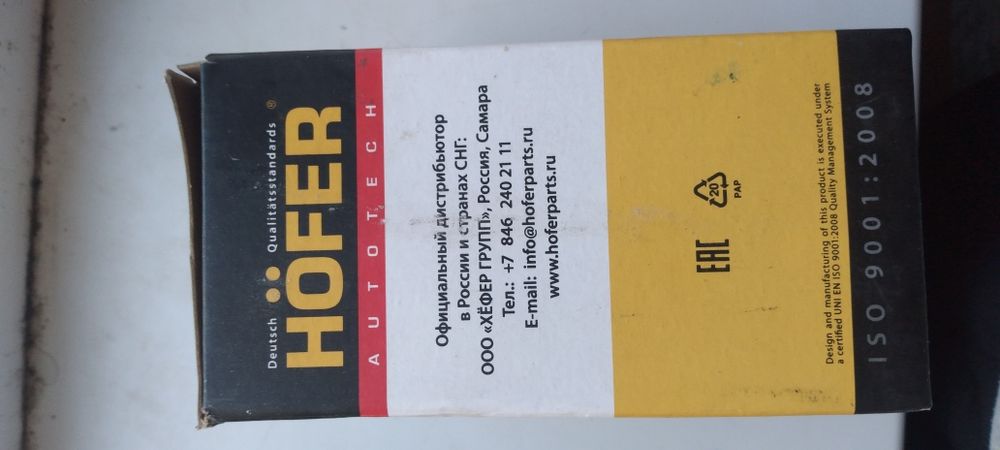 Deutsch Qualitätsstandards ®
HÖFER
AUTOTECH
Официальный дистрибьютор
в России и странах СНГ:
ООО «ХЁФЕР ГРУПП», Россия, Самара
Тел.: +7 846 240 21 11
E-mail: info@hoferparts.ru
www.hoferparts.ru
EAC
20
PAP
Design and manufacturing of this product is executed under
a certified UNI EN ISO 9001:2008 Quality Management System
ISO 9001:2008